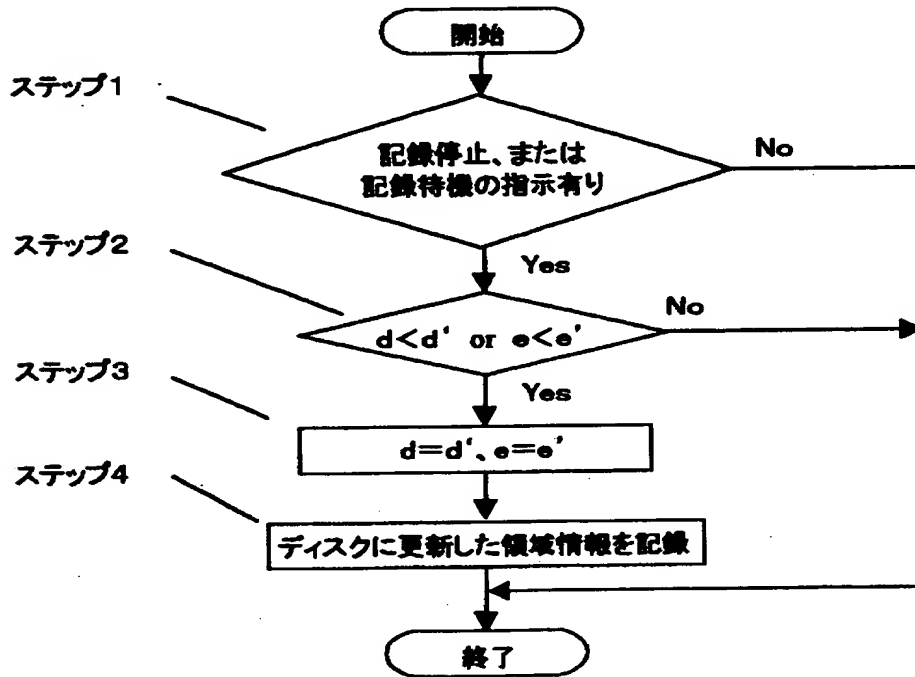 開始
ステップ1
記録停止、または
記録待機の指示有り
No
ステップ2
Yes
d<d' or e<e'
No
ステップ3
Yes
d=d'、e=e'
ステップ4
ディスクに更新した領域情報を記録
終了